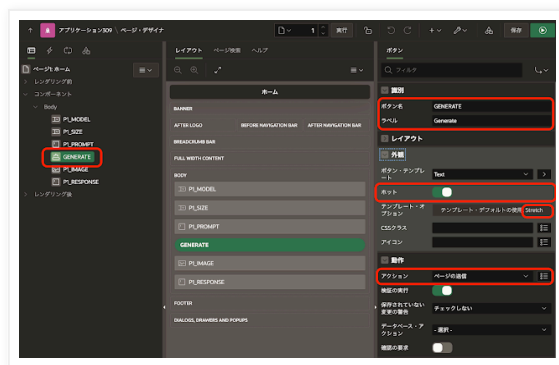 アプリケーション309 \ ページ・デザイナ
1
実行
保存
ページ1: ホーム
レンダリング前
コンポーネント
Body
P1_MODEL
P1_SIZE
P1_PROMPT
GENERATE
P1_IMAGE
P1_RESPONSE
レンダリング後
レイアウト ページ検索 ヘルプ
ホーム
BANNER
AFTER LOGO BEFORE NAVIGATION BAR AFTER NAVIGATION BAR
BREADCRUMB BAR
FULL WIDTH CONTENT
BODY
P1_MODEL
P1_SIZE
P1_PROMPT
GENERATE
P1_IMAGE
P1_RESPONSE
FOOTER
DIALOGS, DRAWERS AND POPUPS
ボタン
フィルタ
識別
ボタン名 GENERATE
ラベル Generate
レイアウト
外観
ボタン・テンプレート Text
ホット
テンプレート・オプション テンプレート・デフォルトの使用, Stretch
CSSクラス
アイコン
動作
アクション ページの送信
検証の実行
保存されていない変更の警告 チェックしない
データベース・アクション - 選択 -
確認の要求